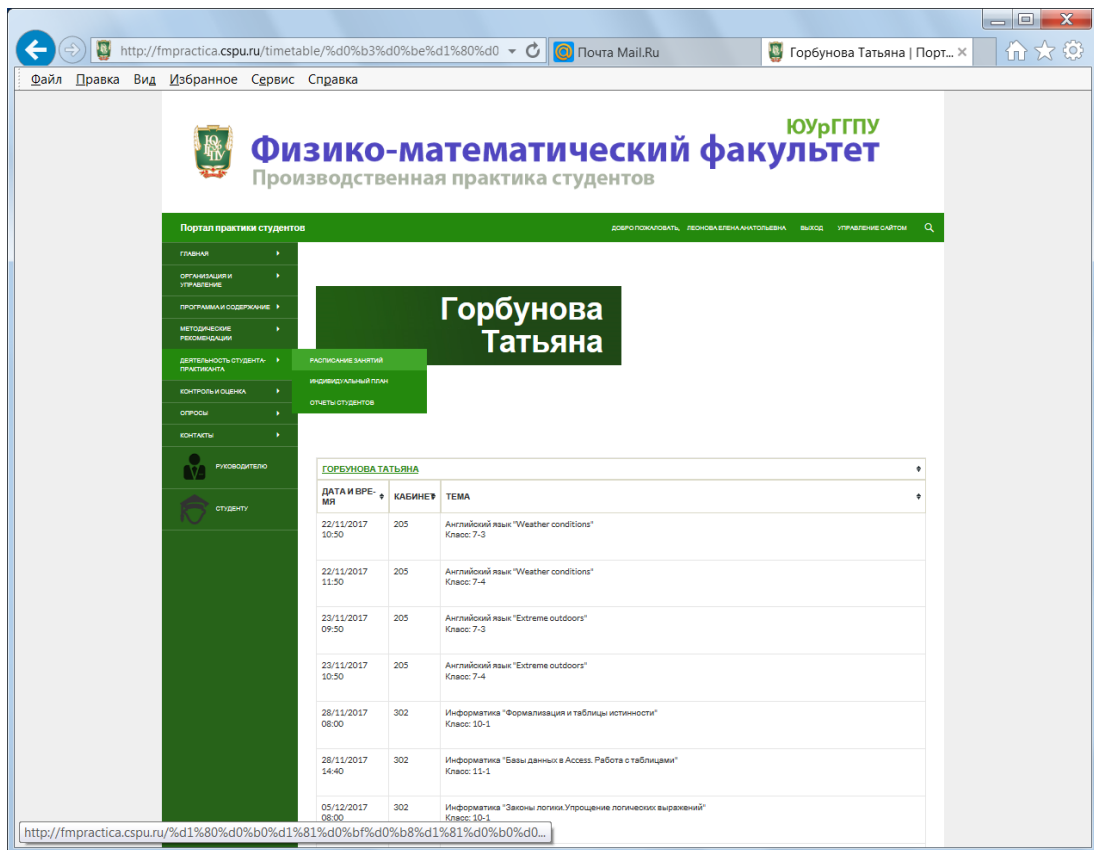 http://fmpractica.cspu.ru/timetable/%d0%b3%d0%be%d1%80%d0
Почта Mail.Ru
Горбунова Татьяна | Порт...
Файл Правка Вид Избранное Сервис Справка
ЮУрГГПУ
Физико-математический факультет
Производственная практика студентов
Портал практики студентов
ДОБРО ПОЖАЛОВАТЬ, ЛЕОНОВА ЕЛЕНА АНАТОЛЬЕВНА ВЫХОД УПРАВЛЕНИЕ САЙТОМ
ГЛАВНАЯ
ОРГАНИЗАЦИЯ И
УПРАВЛЕНИЕ
ПРОГРАММА И СОДЕРЖАНИЕ
МЕТОДИЧЕСКИЕ
РЕКОМЕНДАЦИИ
ДЕЯТЕЛЬНОСТЬ СТУДЕНТА-
ПРАКТИКАНТА
КОНТРОЛЬ И ОЦЕНКА
ОПРОСЫ
КОНТАКТЫ
РУКОВОДИТЕЛЮ
СТУДЕНТУ
РАСПИСАНИЕ ЗАНЯТИЙ
ИНДИВИДУАЛЬНЫЙ ПЛАН
ОТЧЕТЫ СТУДЕНТОВ
Горбунова
Татьяна
ГОРБУНОВА ТАТЬЯНА
ДАТА И ВРЕ-
МЯ
КАБИНЕТ
ТЕМА
22/11/2017 205 Английский язык "Weather conditions"
10:50 Класс: 7-3
22/11/2017 205 Английский язык "Weather conditions"
11:50 Класс: 7-4
23/11/2017 205 Английский язык "Extreme outdoors"
09:50 Класс: 7-3
23/11/2017 205 Английский язык "Extreme outdoors"
10:50 Класс: 7-4
28/11/2017 302 Информатика "Формализация и таблицы истинности"
08:00 Класс: 10-1
28/11/2017 302 Информатика "Базы данных в Access. Работа с таблицами"
14:40 Класс: 11-1
05/12/2017 302 Информатика "Законы логики.Упрощение логических выражений"
08:00 Класс: 10-1
http://fmpractica.cspu.ru/%d1%80%d0%b0%d1%81%d0%bf%d0%b8%d1%81%d0%b0%d0...